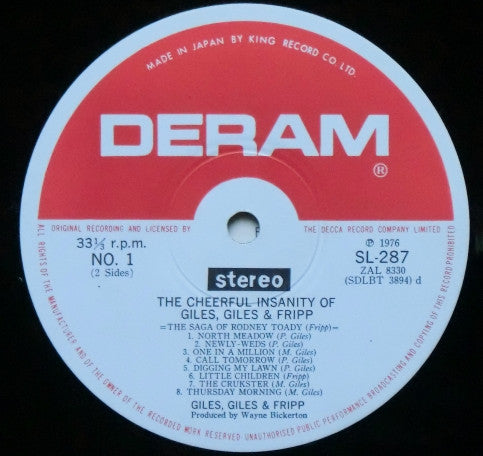 MADE IN JAPAN BY KING RECORD CO. LTD.
DERAM
®
ORIGINAL RECORDING AND LICENSED BY THE DECCA RECORD COMPANY LIMITED
33⅓ r.p.m.
NO. 1
(2 Sides)
℗ 1976
SL-287
ZAL 8330
(SDLBT 3894) d
stereo
THE CHEERFUL INSANITY OF
GILES, GILES & FRIPP
=THE SAGA OF RODNEY TOADY (Fripp)=
1. NORTH MEADOW (P. Giles)
2. NEWLY-WEDS (P. Giles)
3. ONE IN A MILLION (M. Giles)
4. CALL TOMORROW (P. Giles)
5. DIGGING MY LAWN (P. Giles)
6. LITTLE CHILDREN (Fripp)
7. THE CRUKSTER (M. Giles)
8. THURSDAY MORNING (M. Giles)
GILES, GILES & FRIPP
Produced by Wayne Bickerton
ALL RIGHTS OF THE MANUFACTURER AND OF THE OWNER OF THE RECORDED WORK RESERVED·UNAUTHORISED PUBLIC PERFORMANCE BROADCASTING AND COPYING OF THIS RECORD PROHIBITED